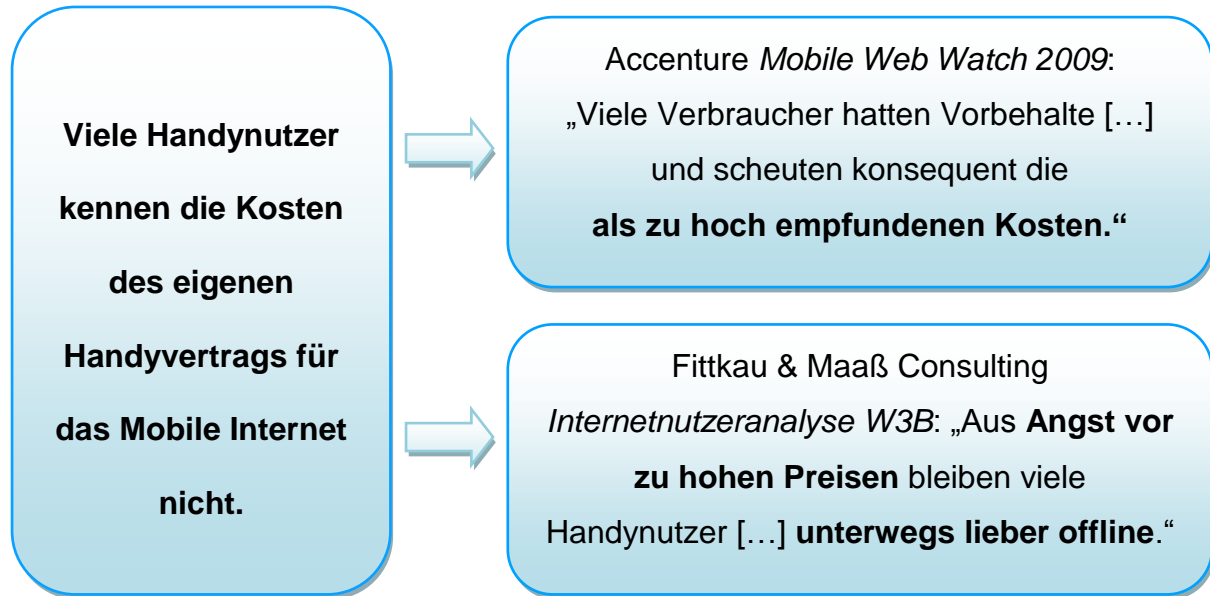 Viele Handynutzer
kennen die Kosten
des eigenen
Handyvertrags für
das Mobile Internet
nicht.
Accenture Mobile Web Watch 2009:
„Viele Verbraucher hatten Vorbehalte […]
und scheuten konsequent die
als zu hoch empfundenen Kosten.“
Fittkau & Maaß Consulting
Internetnutzeranalyse W3B: „Aus Angst vor
zu hohen Preisen bleiben viele
Handynutzer […] unterwegs lieber offline.“